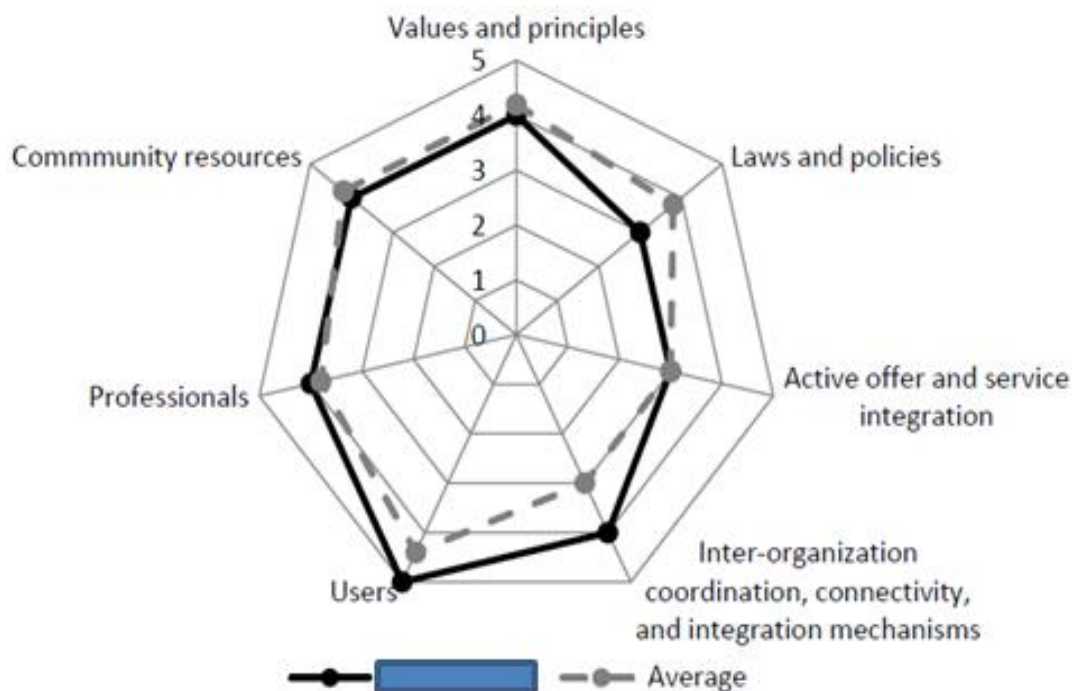 Values and principles
5
4
3
2
1
0
Commmunity resources
Laws and policies
Professionals
Active offer and service
integration
Users
Inter-organization
coordination, connectivity,
and integration mechanisms
Average